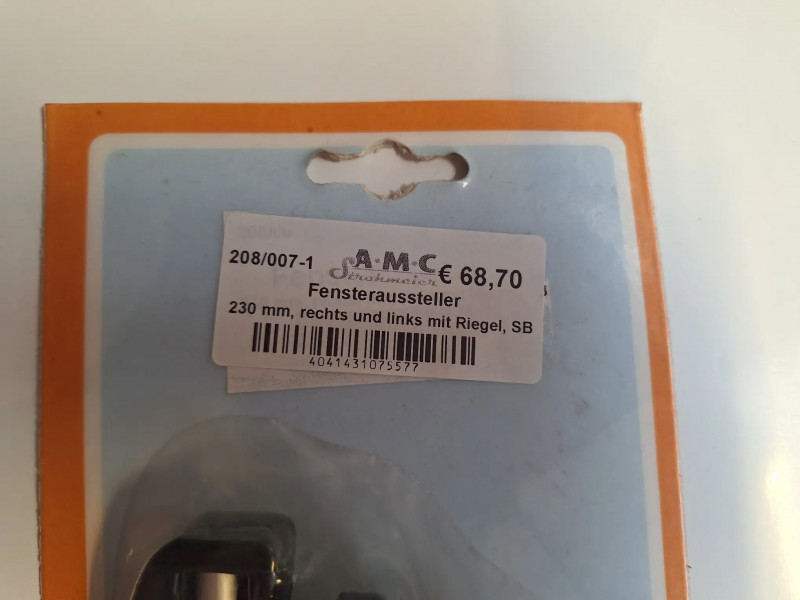 208/007-1 A·M·C € 68,70
Strohmeier
Fensteraussteller
230 mm, rechts und links mit Riegel, SB
4041431075577